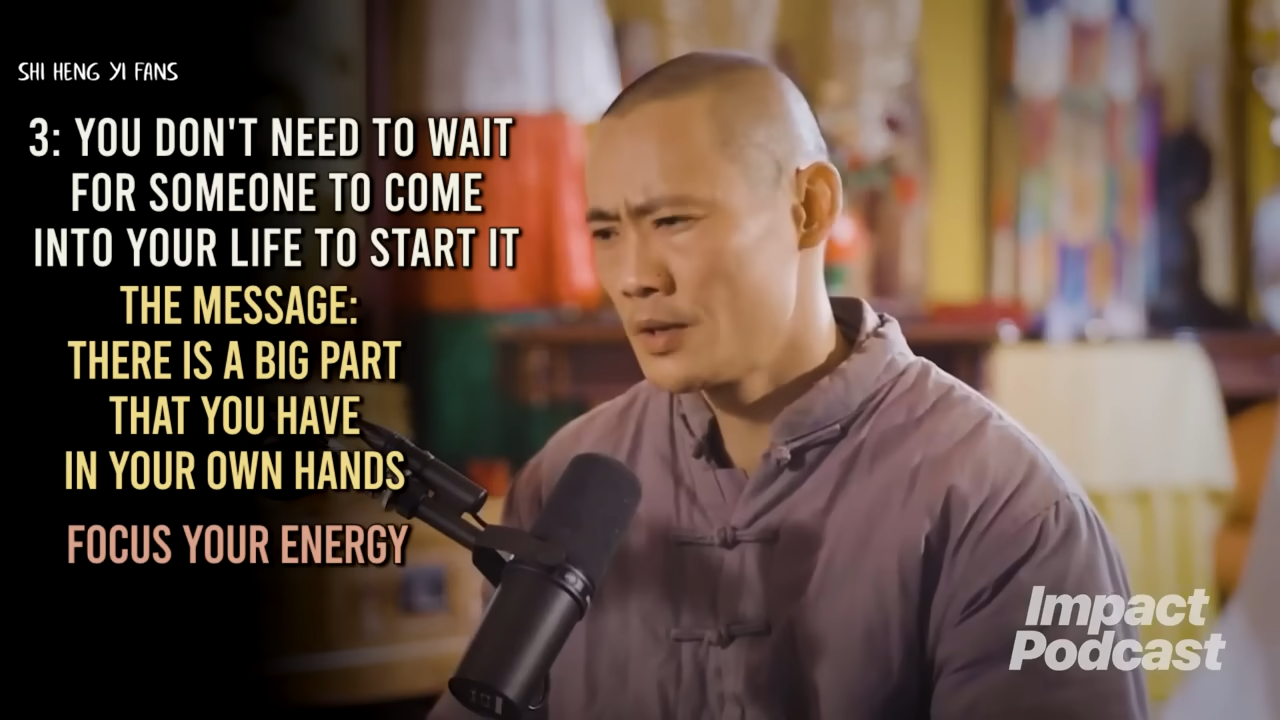 SHI HENG YI FANS
3: YOU DON'T NEED TO WAIT
FOR SOMEONE TO COME
INTO YOUR LIFE TO START IT
THE MESSAGE:
THERE IS A BIG PART
THAT YOU HAVE
IN YOUR OWN HANDS
FOCUS YOUR ENERGY
Impact
Podcast